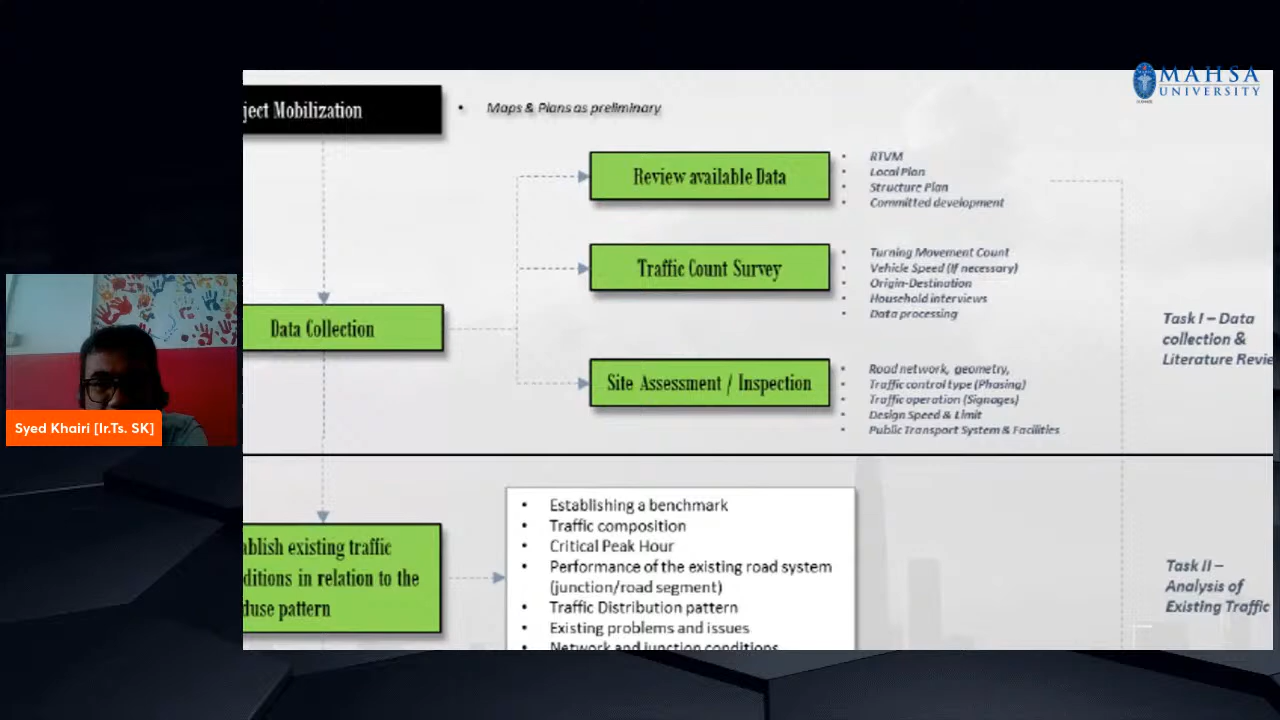 MAHSA
UNIVERSITY
ject Mobilization
• Maps & Plans as preliminary
Review available Data
• RTVM
• Local Plan
• Structure Plan
• Committed development
Traffic Count Survey
• Turning Movement Count
• Vehicle Speed (If necessary)
• Origin-Destination
• Household interviews
• Data processing
Data Collection
Task I – Data
collection &
Literature Revie
Site Assessment / Inspection
• Road network, geometry,
• Traffic control type (Phasing)
• Traffic operation (Signages)
• Design Speed & Limit
• Public Transport System & Facilities
Syed Khairi [Ir.Ts. SK]
ablish existing traffic
ditions in relation to the
duse pattern
• Establishing a benchmark
• Traffic composition
• Critical Peak Hour
• Performance of the existing road system
(junction/road segment)
• Traffic Distribution pattern
• Existing problems and issues
• Network and junction conditions
Task II –
Analysis of
Existing Traffic